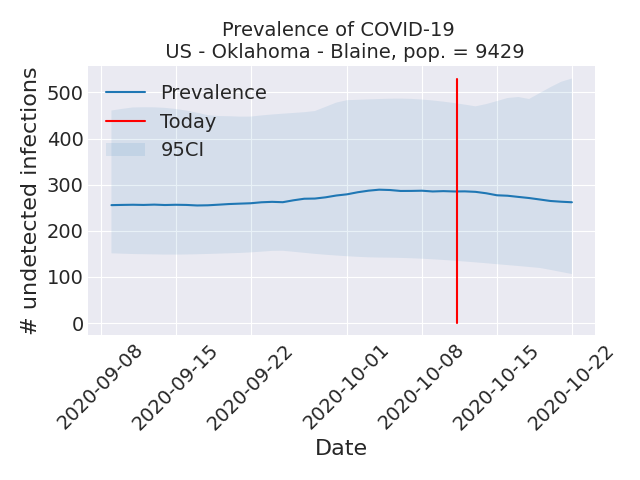 Prevalence of COVID-19
US - Oklahoma - Blaine, pop. = 9429
# undetected infections
500
400
300
200
100
0
Prevalence
Today
95CI
2020-09-08
2020-09-15
2020-09-22
2020-10-01
2020-10-08
2020-10-15
2020-10-22
Date